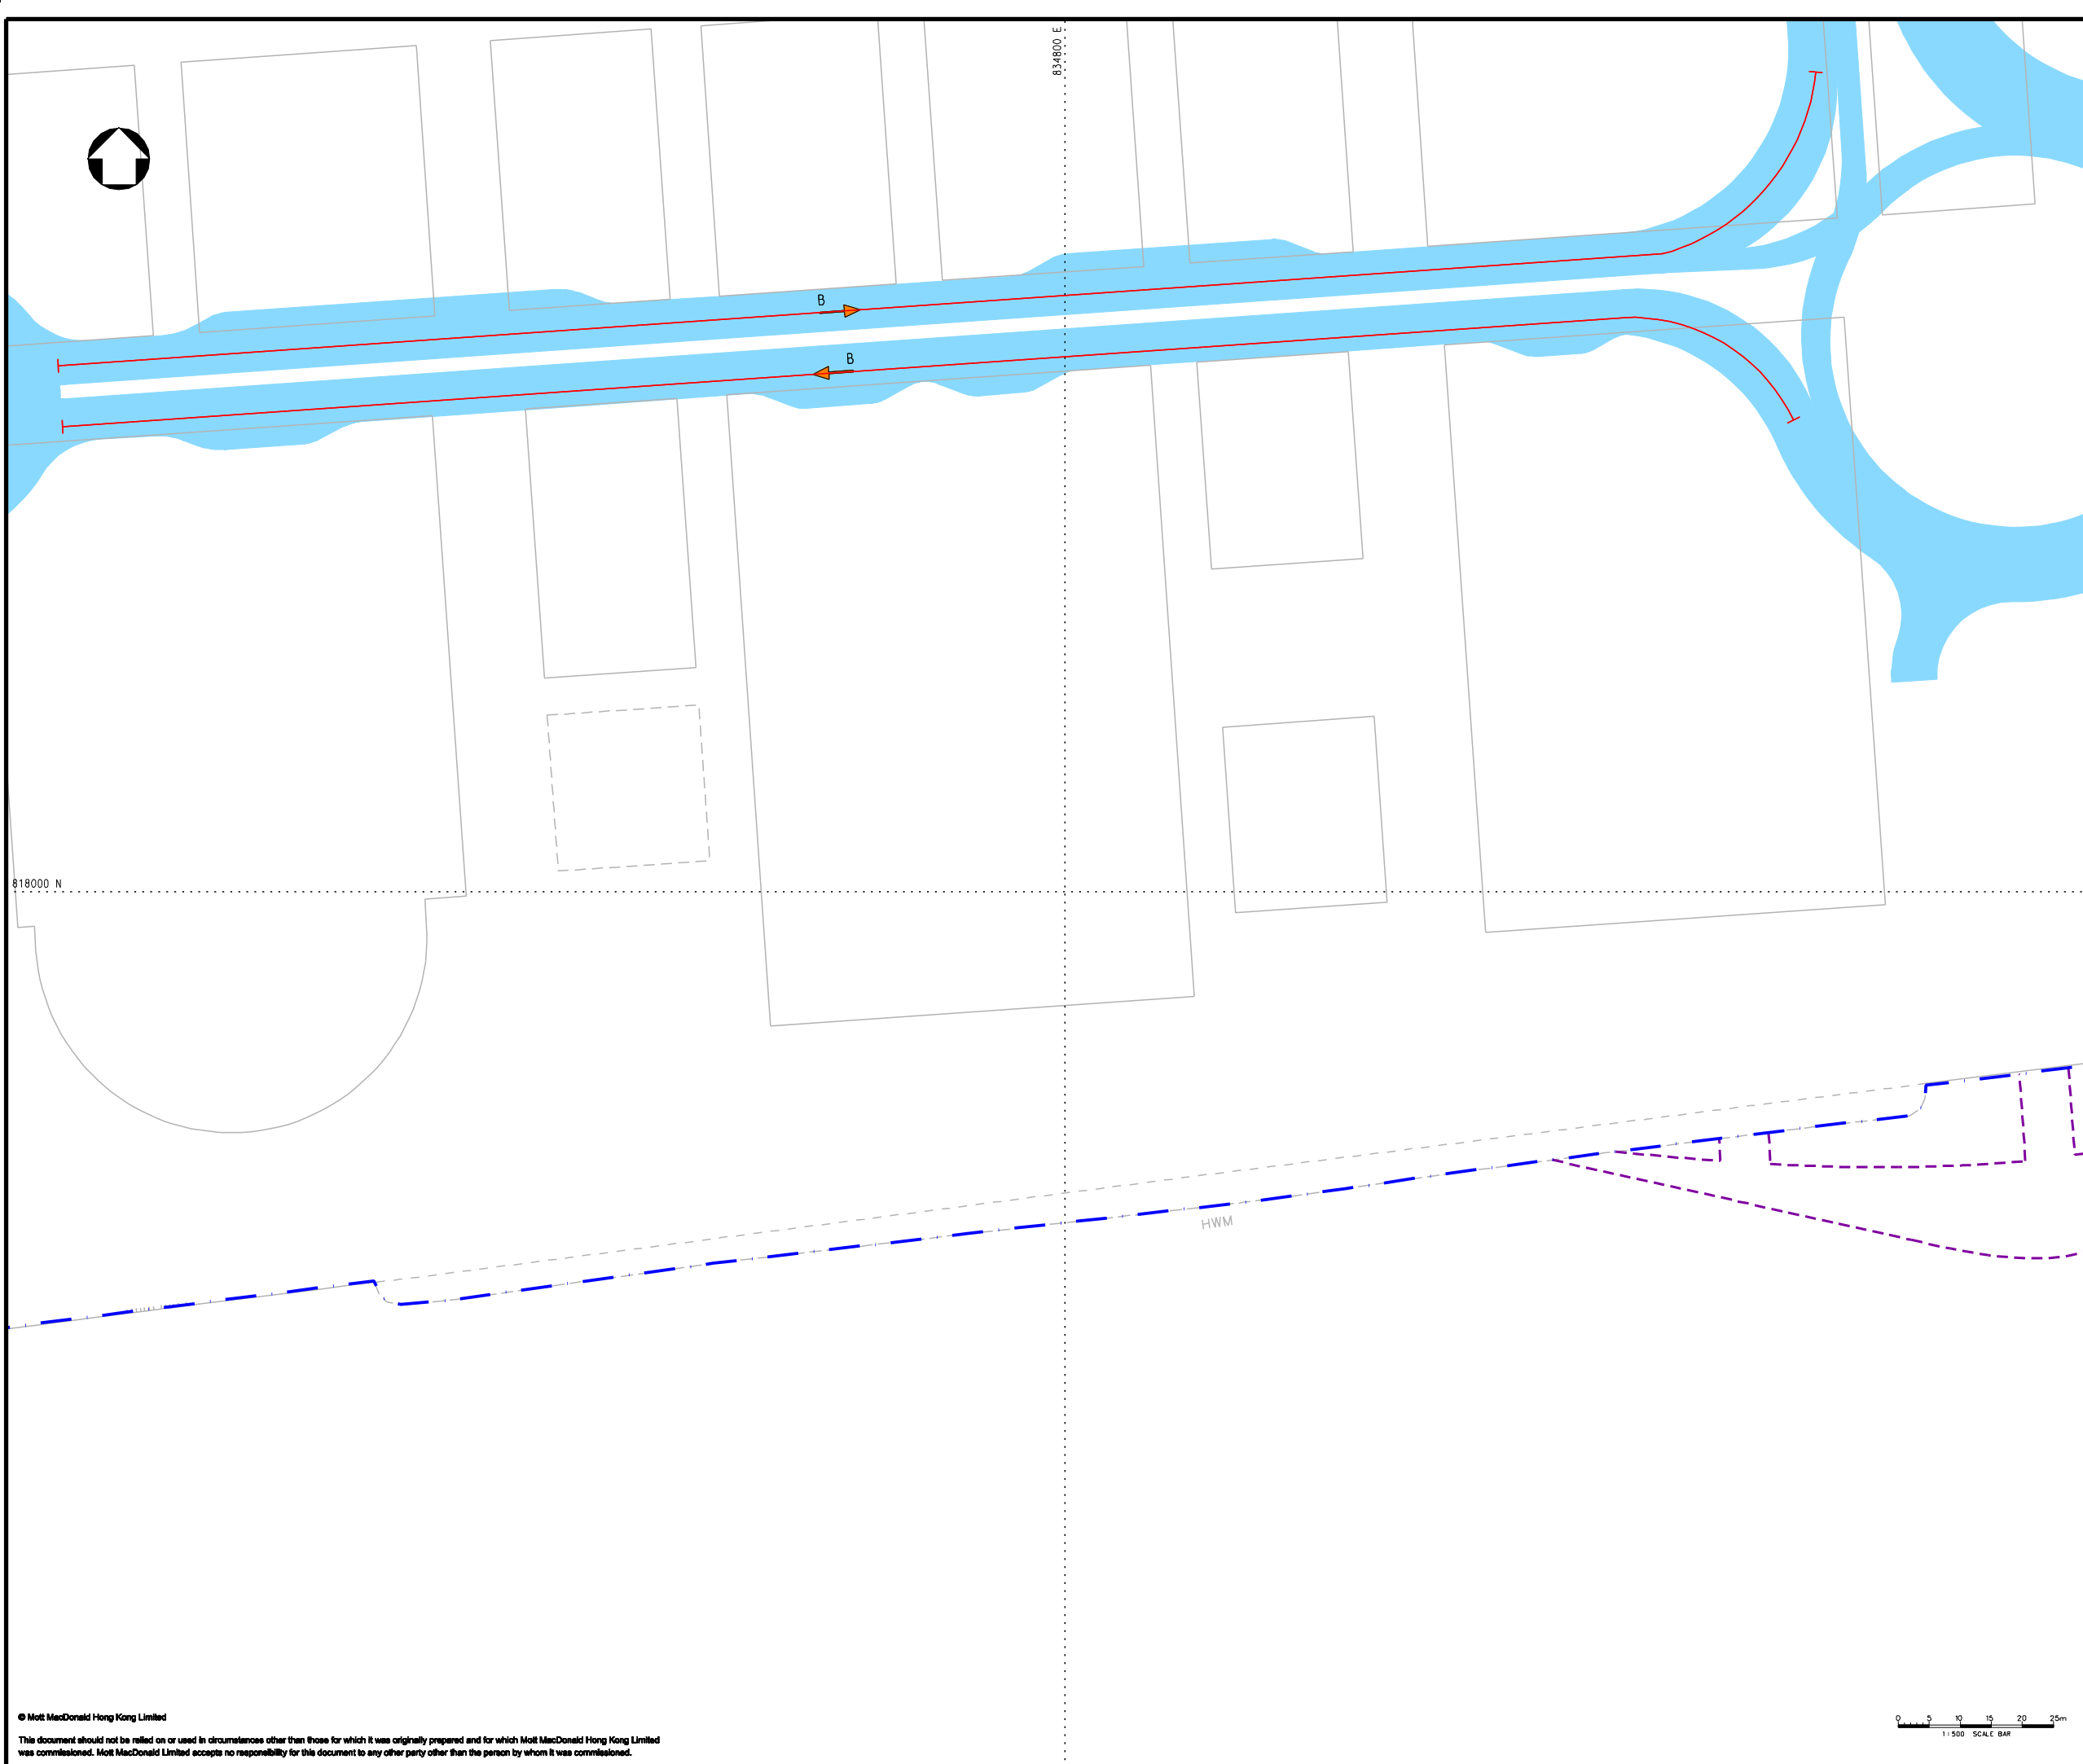 834800 E
B
B
818000 N
HWM
© Mott MacDonald Hong Kong Limited
This document should not be relied on or used in circumstances other than those for which it was originally prepared and for which Mott MacDonald Hong Kong Limited
was commissioned. Mott MacDonald Limited accepts no responsibility for this document to any other party other than the person by whom it was commissioned.
0 5 10 15 20 25m
1:500 SCALE BAR